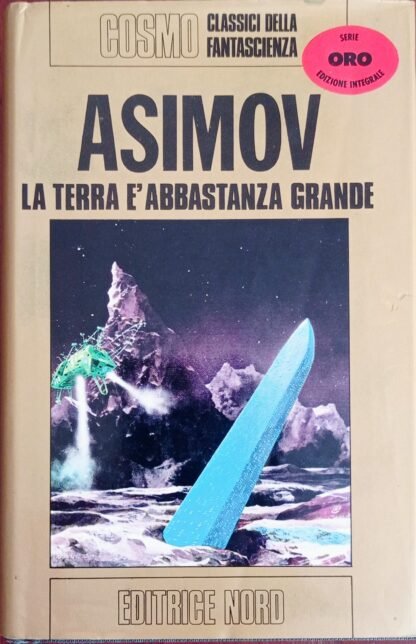 COSMO
CLASSICI DELLA
FANTASCIENZA
SERIE
ORO
EDIZIONE INTEGRALE
ASIMOV
LA TERRA E' ABBASTANZA GRANDE
EDITRICE NORD